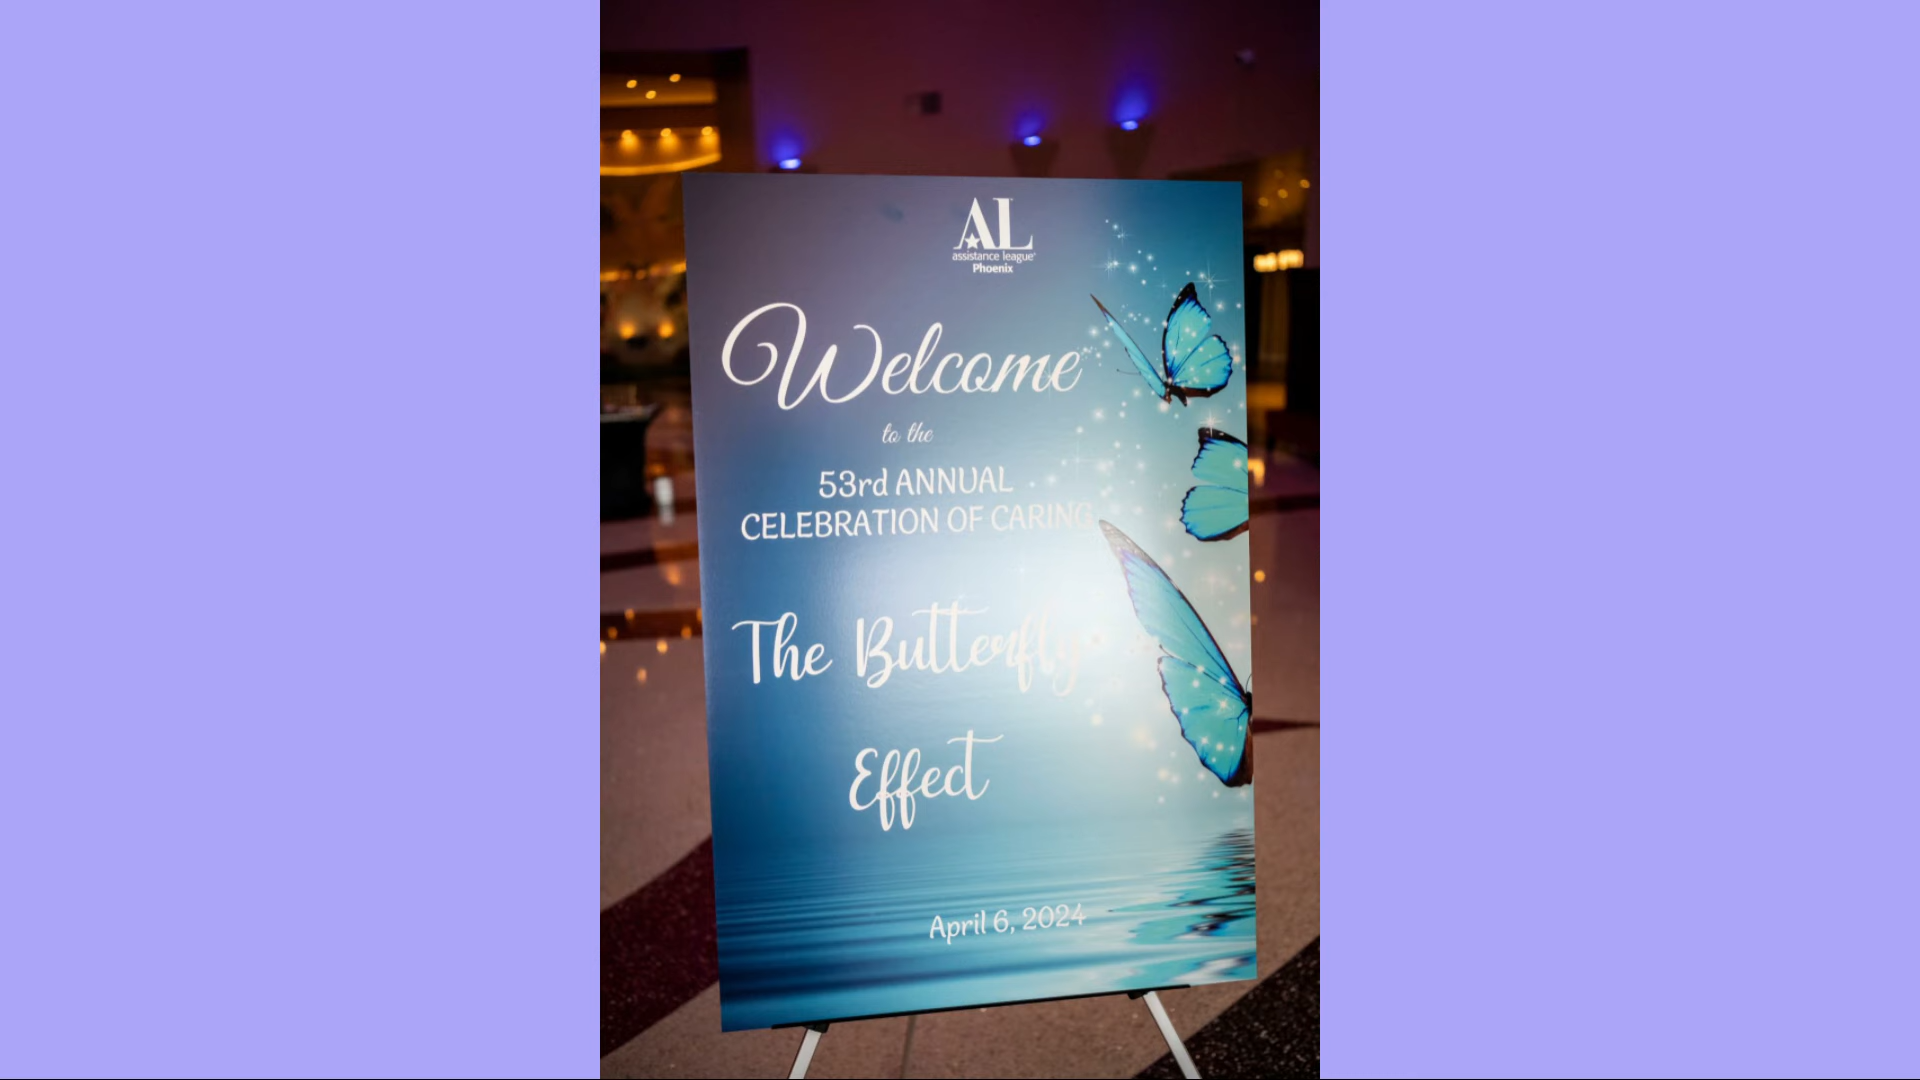 AL
assistance league®
Phoenix
Welcome
to the
53rd ANNUAL
CELEBRATION OF CARING
The Butterfly
Effect
April 6, 2024